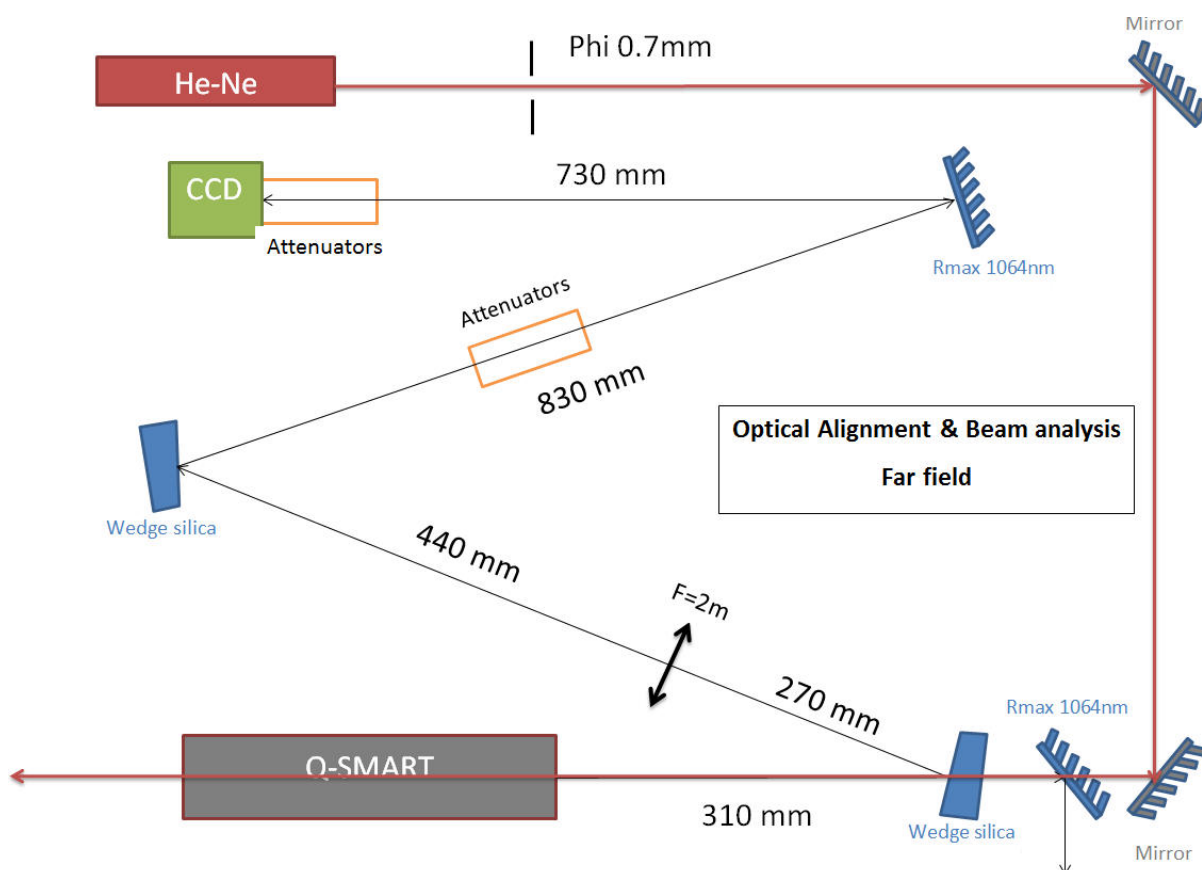 Mirror
Phi 0.7mm
He-Ne
730 mm
CCD
Attenuators
Rmax 1064nm
Attenuators
830 mm
Optical Alignment & Beam analysis
Far field
Wedge silica
440 mm
F=2m
270 mm
Rmax 1064nm
Q-SMART
310 mm
Wedge silica
Mirror